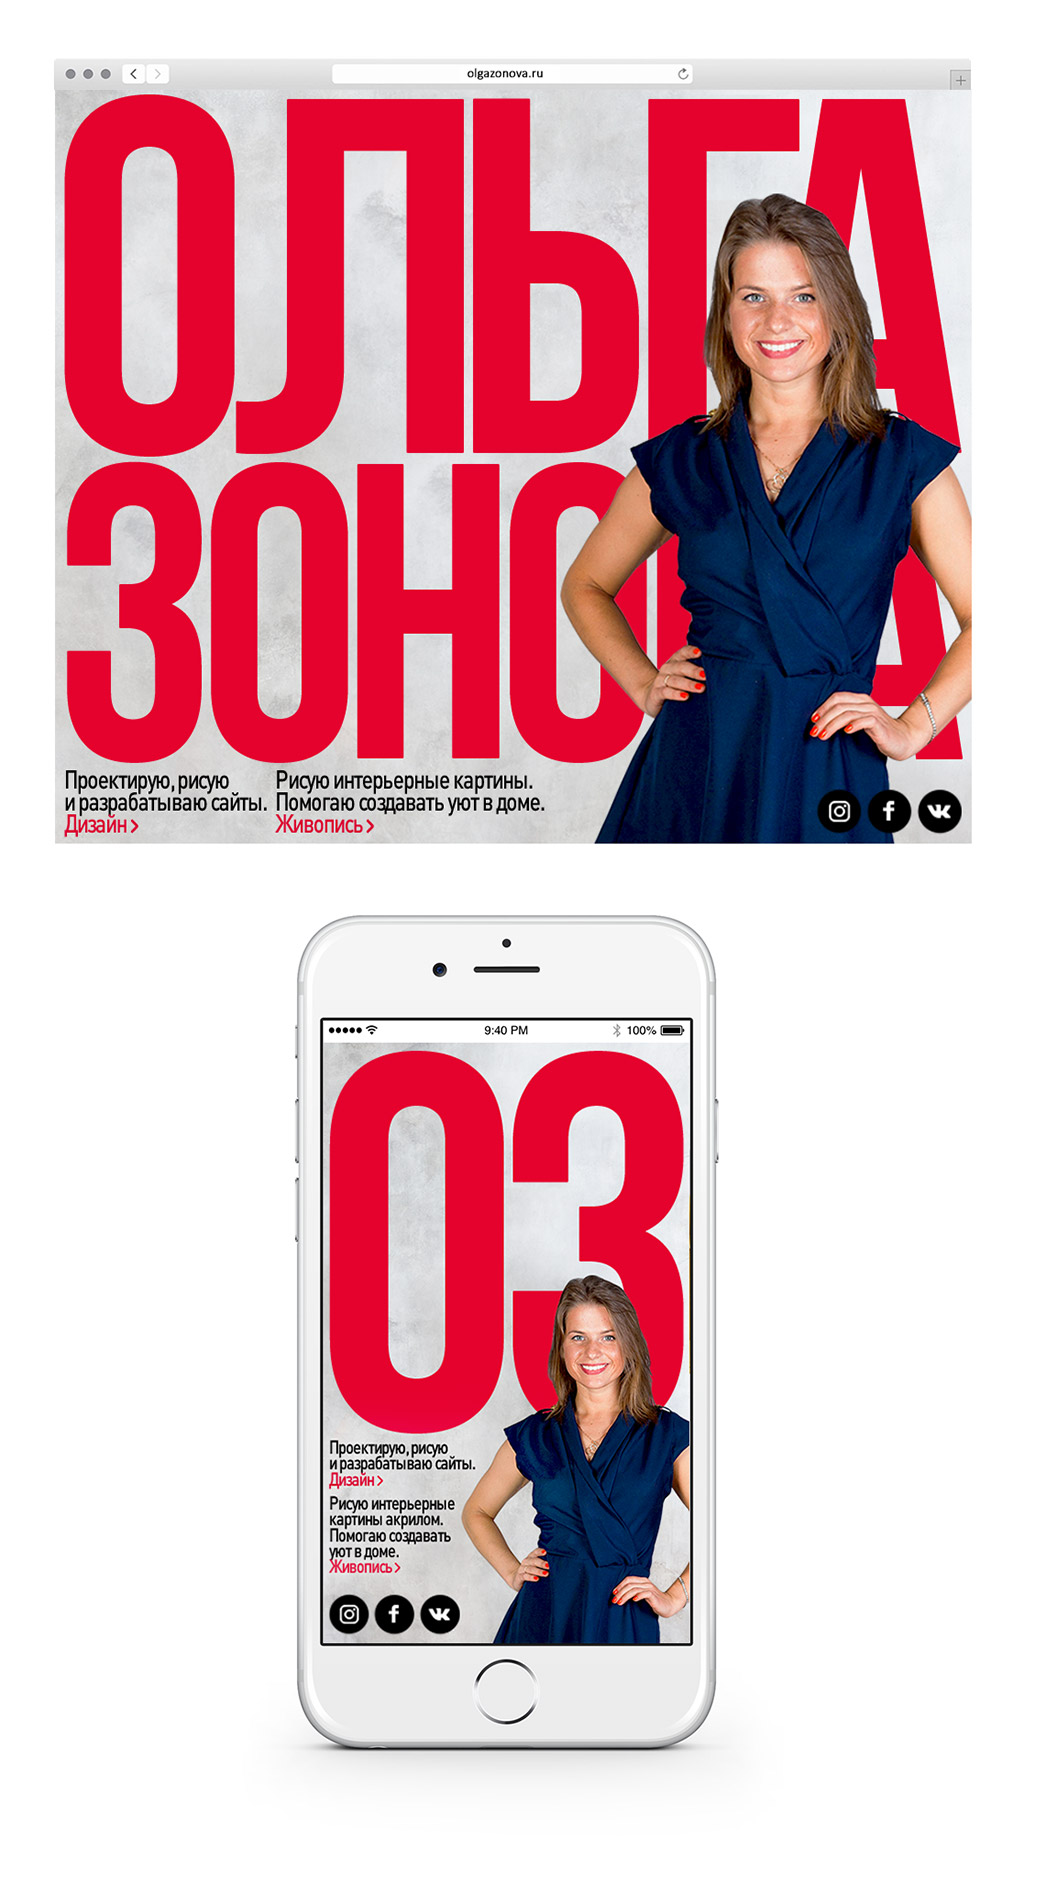 olgazonova.ru
ОЛЬГА
ЗОНОВА
Проектирую, рисую
и разрабатываю сайты.
Дизайн >
Рисую интерьерные картины.
Помогаю создавать уют в доме.
Живопись >
9:40 PM 100%
ОЗ
Проектирую, рисую
и разрабатываю сайты.
Дизайн >
Рисую интерьерные
картины акрилом.
Помогаю создавать
уют в доме.
Живопись >